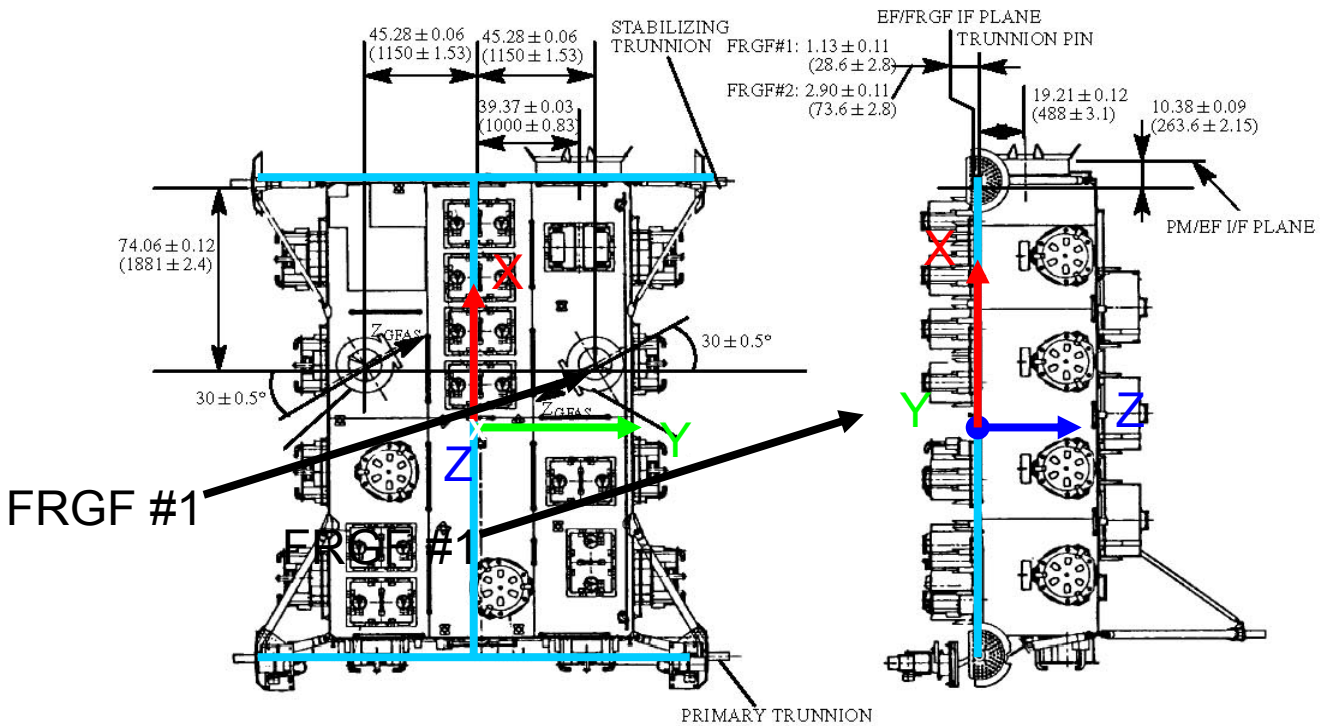 45.28 ± 0.06
(1150 ± 1.53)
45.28 ± 0.06
(1150 ± 1.53)
39.37 ± 0.03
(1000 ± 0.83)
STABILIZING
TRUNNION
EF/FRGF IF PLANE
TRUNNION PIN
FRGF#1: 1.13 ± 0.11
(28.6 ± 2.8)
FRGF#2: 2.90 ± 0.11
(73.6 ± 2.8)
19.21 ± 0.12
(488 ± 3.1)
10.38 ± 0.09
(263.6 ± 2.15)
PM/EF I/F PLANE
74.06 ± 0.12
(1881 ± 2.4)
X
X
ZGFAS
30 ± 0.5°
30 ± 0.5°
ZGFAS
Y
Z
Y
Z
FRGF #1
FRGF #1
PRIMARY TRUNNION